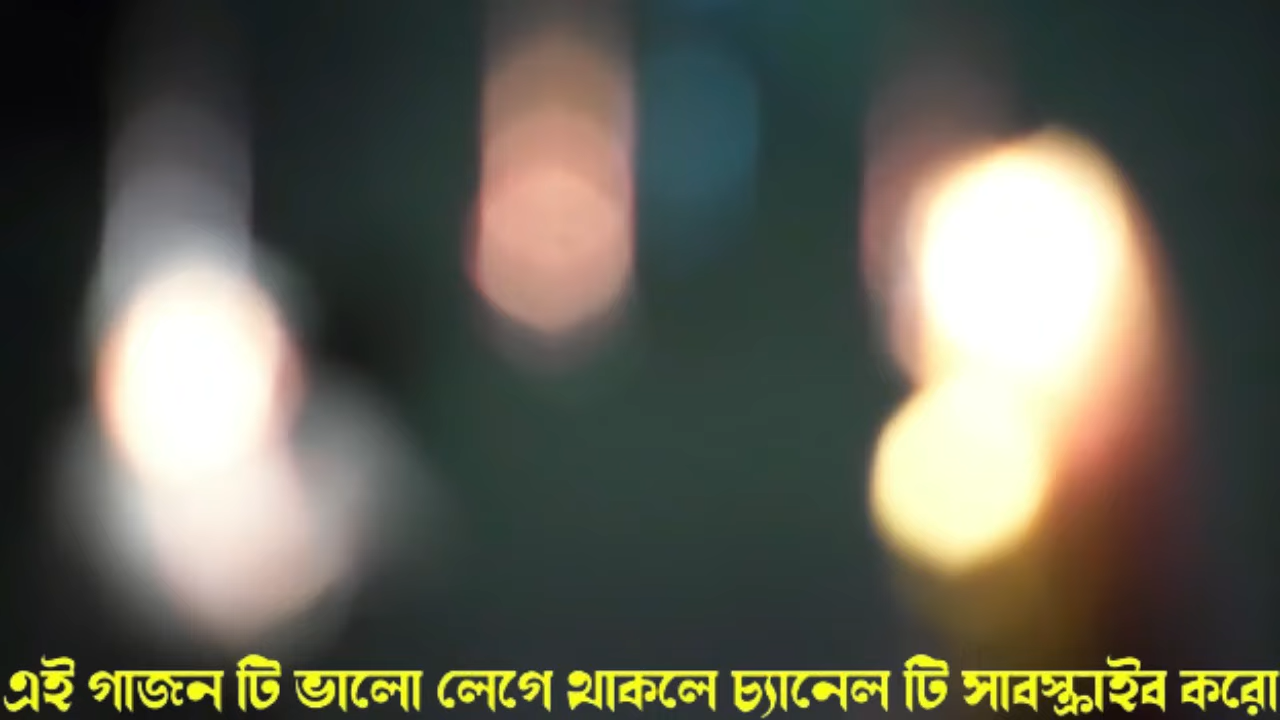 এই গাজন টি ভালো লেগে থাকলে চ্যানেল টি সাবস্ক্রাইব করো